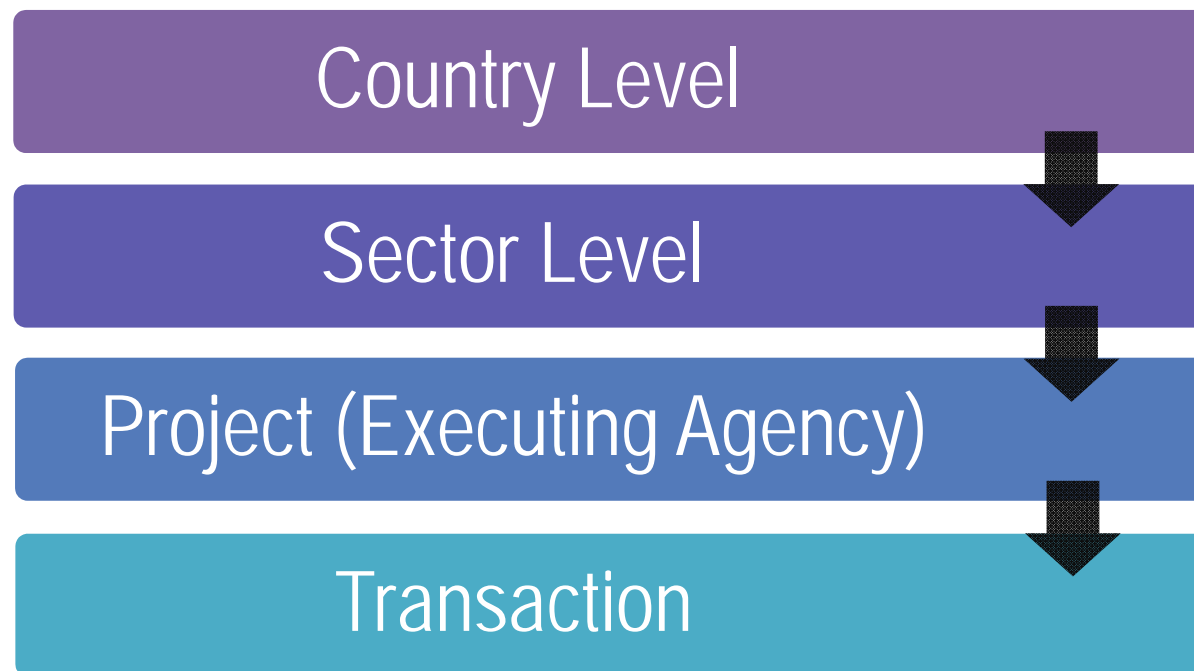 Country Level
Sector Level
Project (Executing Agency)
Transaction